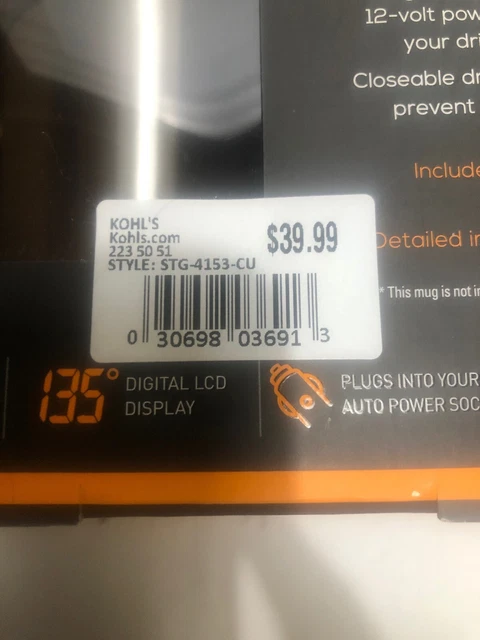 12-volt pow
your dri
Closeable dr
prevent
Include
Detailed in
* This mug is not in
KOHL'S
Kohls.com
223 50 51
STYLE: STG-4153-CU
$39.99
0 30698 03691 3
135°
DIGITAL LCD
DISPLAY
PLUGS INTO YOUR
AUTO POWER SOC